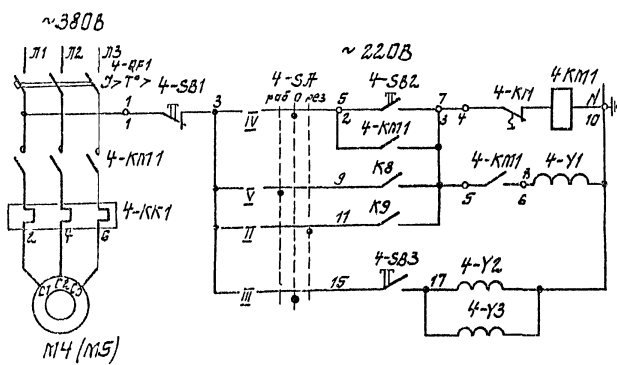 ~380В
Л1 Л2 Л3
4-QF1
I> T°>
4-SB1
1
1
3
~220В
4-SA
раб 0 рез
IV
5
2
4-SB2
7
3
4
4-КМ
4КМ1
N
10
4-КМ1
V
9
К8
4-КМ1
5
8
6
4-Y1
II
11
К9
III
15
4-SB3
17
4-Y2
4-Y3
4-КМ1
4-КК1
2 4 6
С1 С2 С3
М4 (М5)